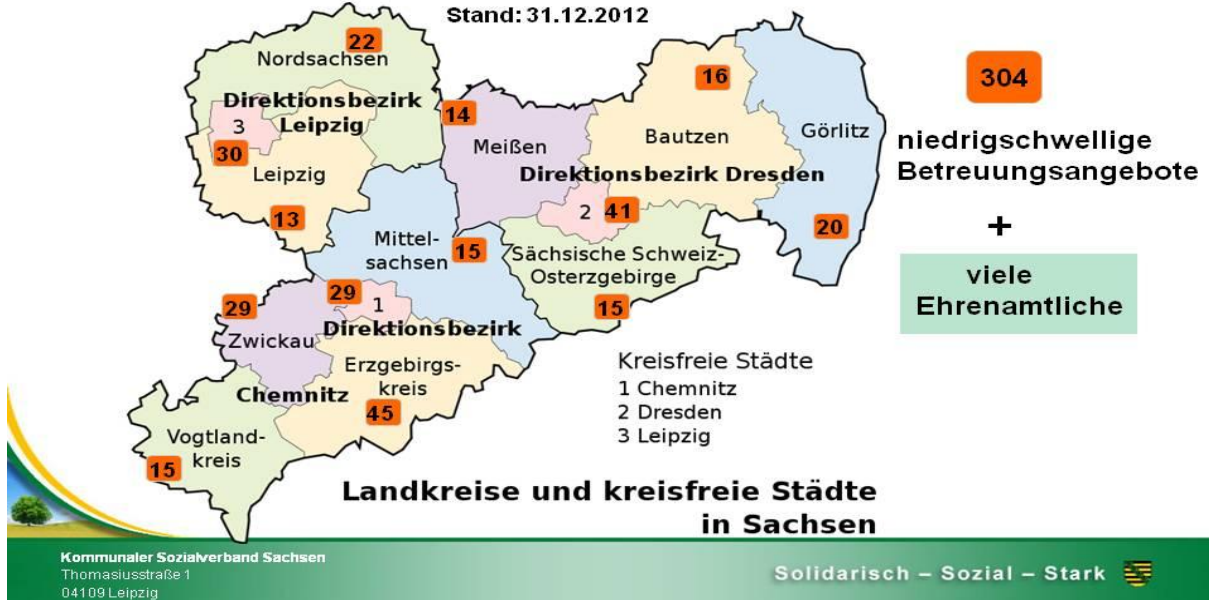 Stand: 31.12.2012
22
Nordsachsen
Direktionsbezirk
Leipzig
3
30
Leipzig
13
14
Meißen
16
Bautzen
Görlitz
Direktionsbezirk Dresden
2
41
20
Mittel-
sachsen
15
Sächsische Schweiz-
Osterzgebirge
15
29
29
1
Zwickau
Direktionsbezirk
Erzgebirgs-
kreis
Chemnitz
45
Vogtland-
kreis
15
304
niedrigschwellige
Betreuungsangebote
+
viele
Ehrenamtliche
Kreisfreie Städte
1 Chemnitz
2 Dresden
3 Leipzig
Landkreise und kreisfreie Städte
in Sachsen
Kommunaler Sozialverband Sachsen
Thomasiusstraße 1
04109 Leipzig
Solidarisch – Sozial – Stark